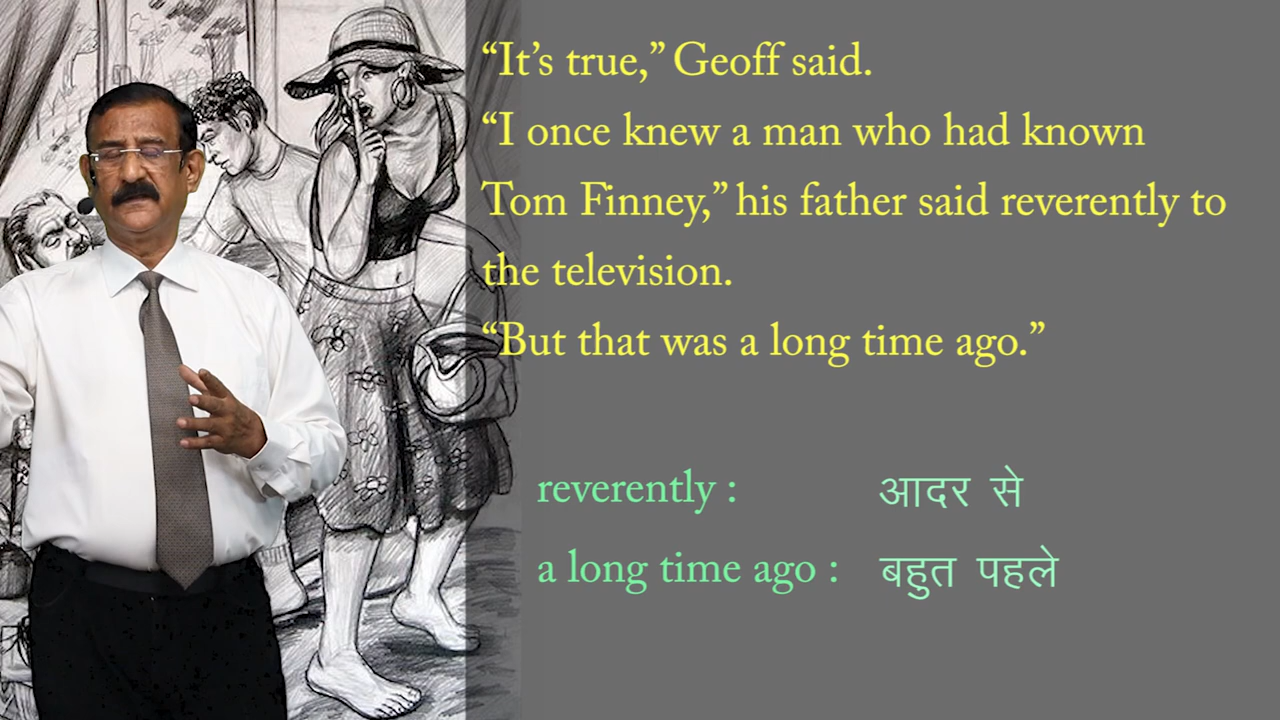 “It’s true,” Geoff said.
“I once knew a man who had known
Tom Finney,” his father said reverently to
the television.
“But that was a long time ago.”
reverently : आदर से
a long time ago : बहुत पहले